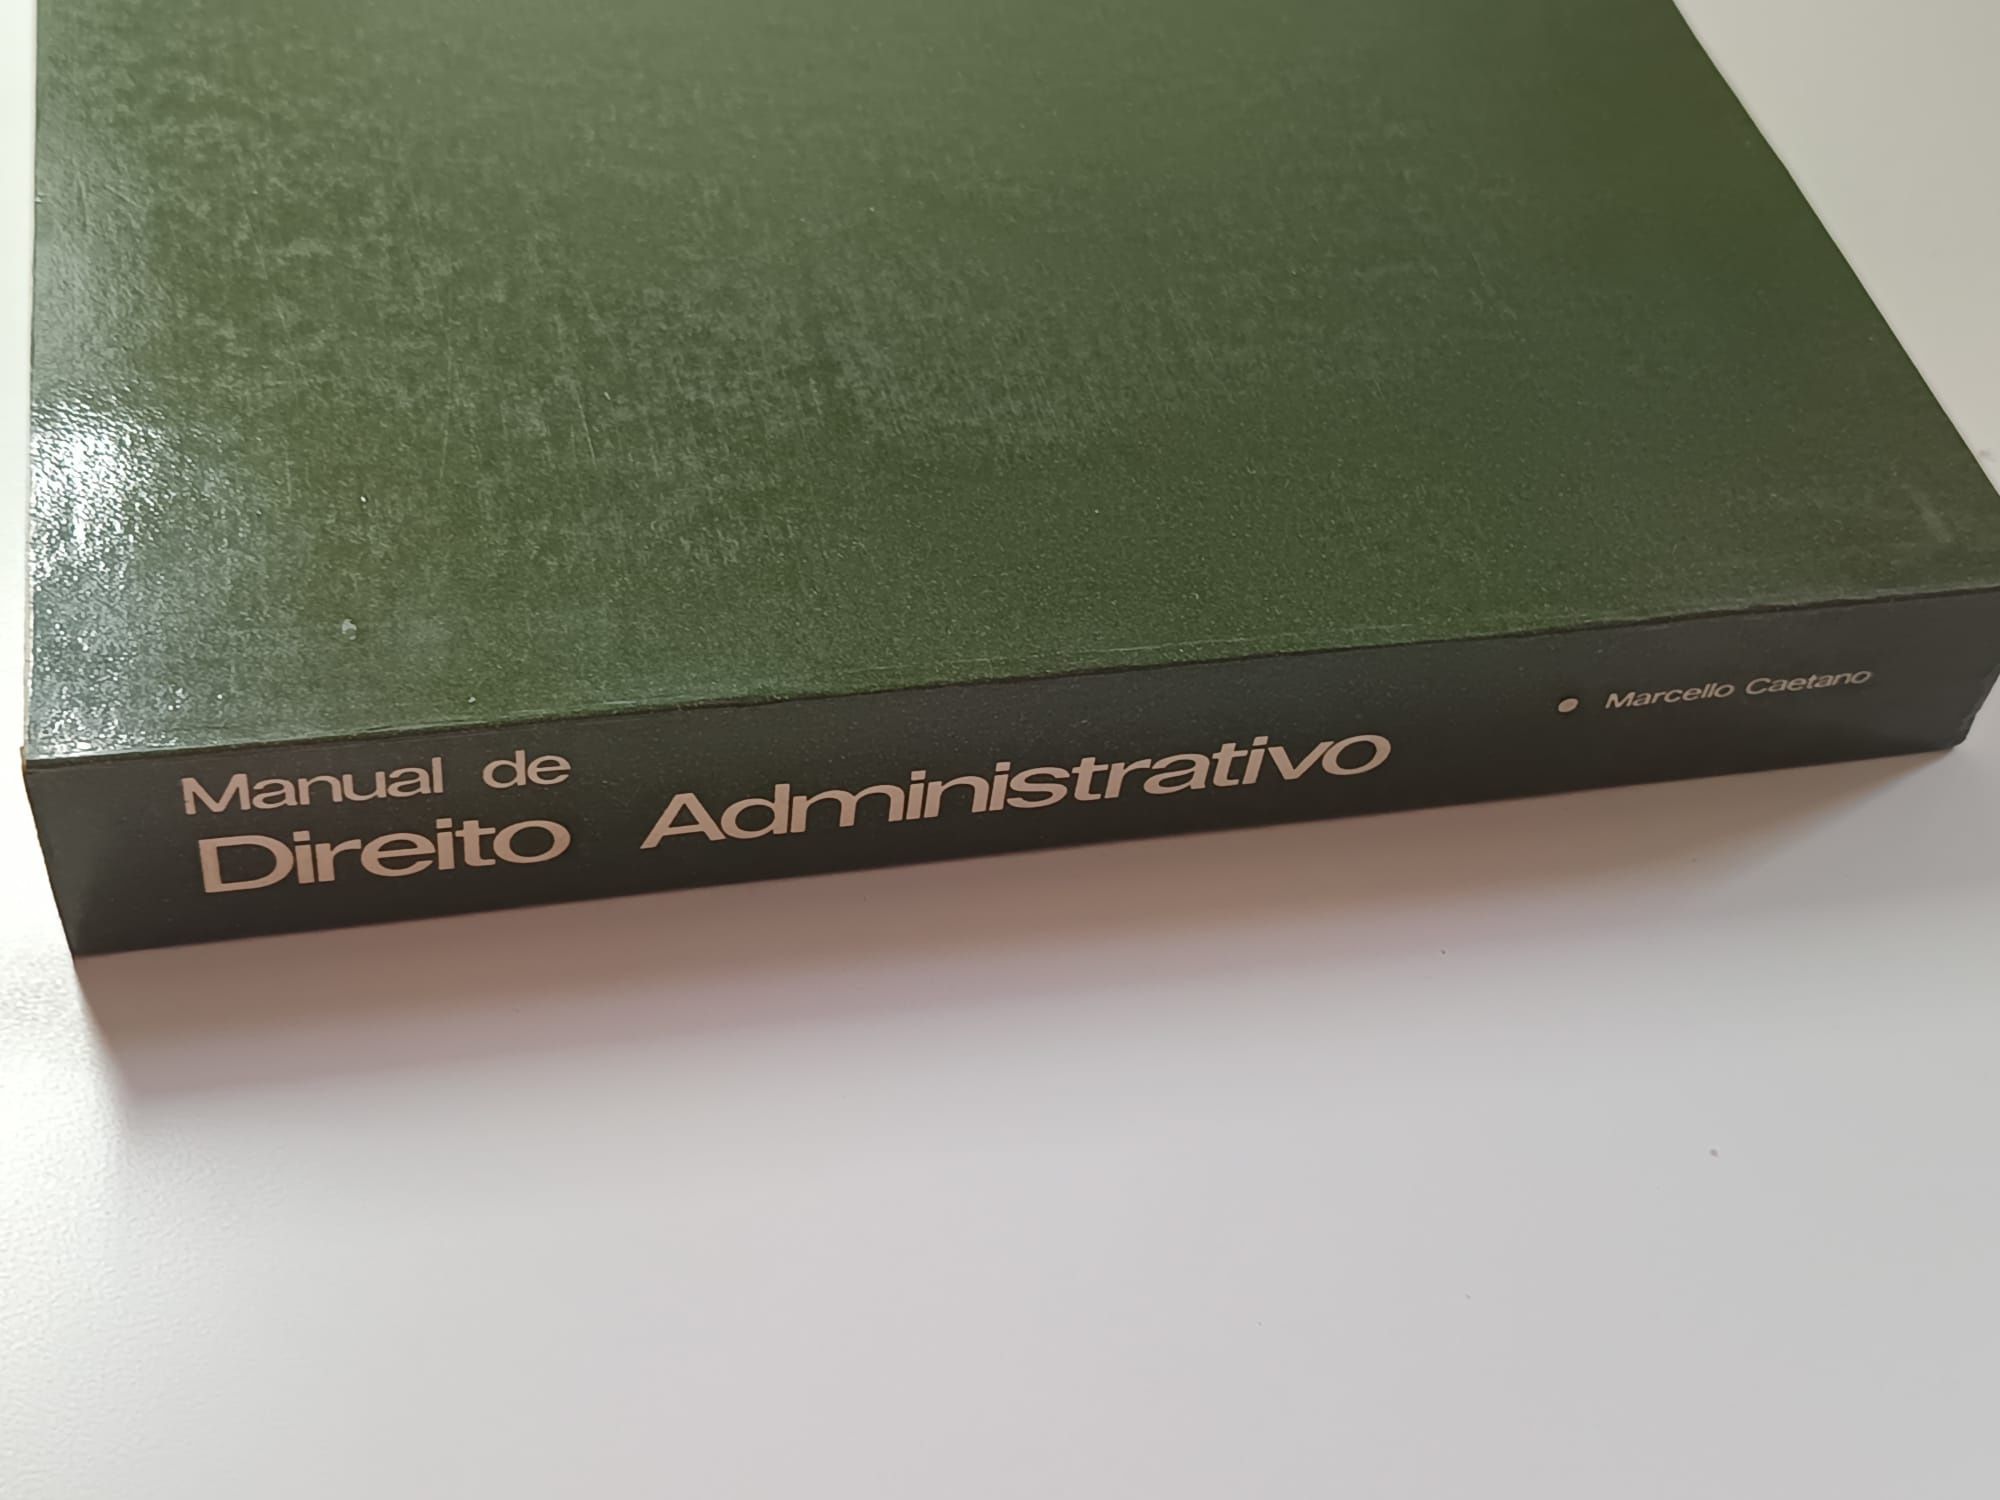 Manual de
Direito Administrativo
Marcello Caetano